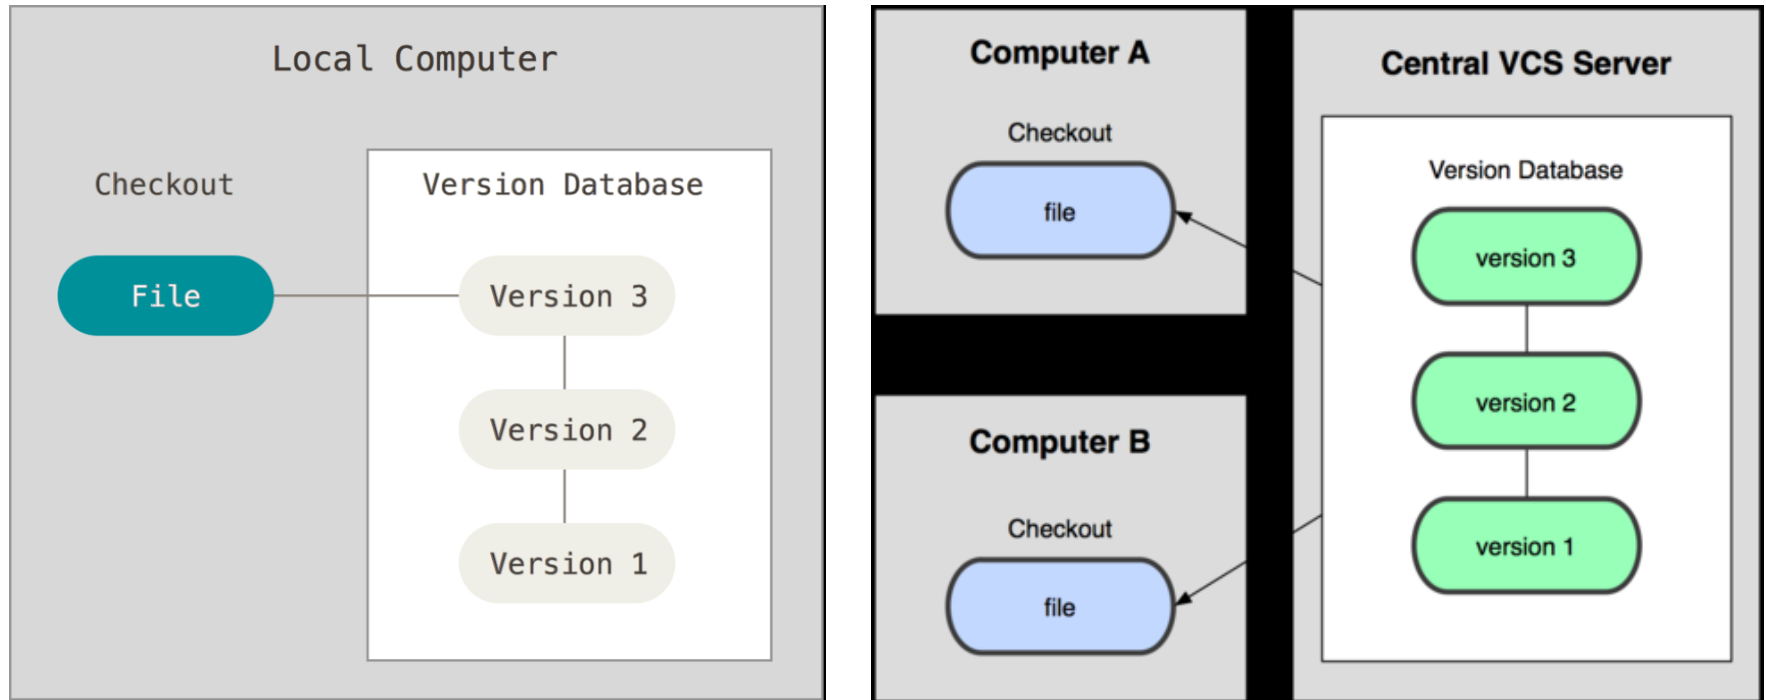 Local Computer
Checkout
Version Database
File
Version 3
Version 2
Version 1
Computer A
Checkout
file
Computer B
Checkout
file
Central VCS Server
Version Database
version 3
version 2
version 1